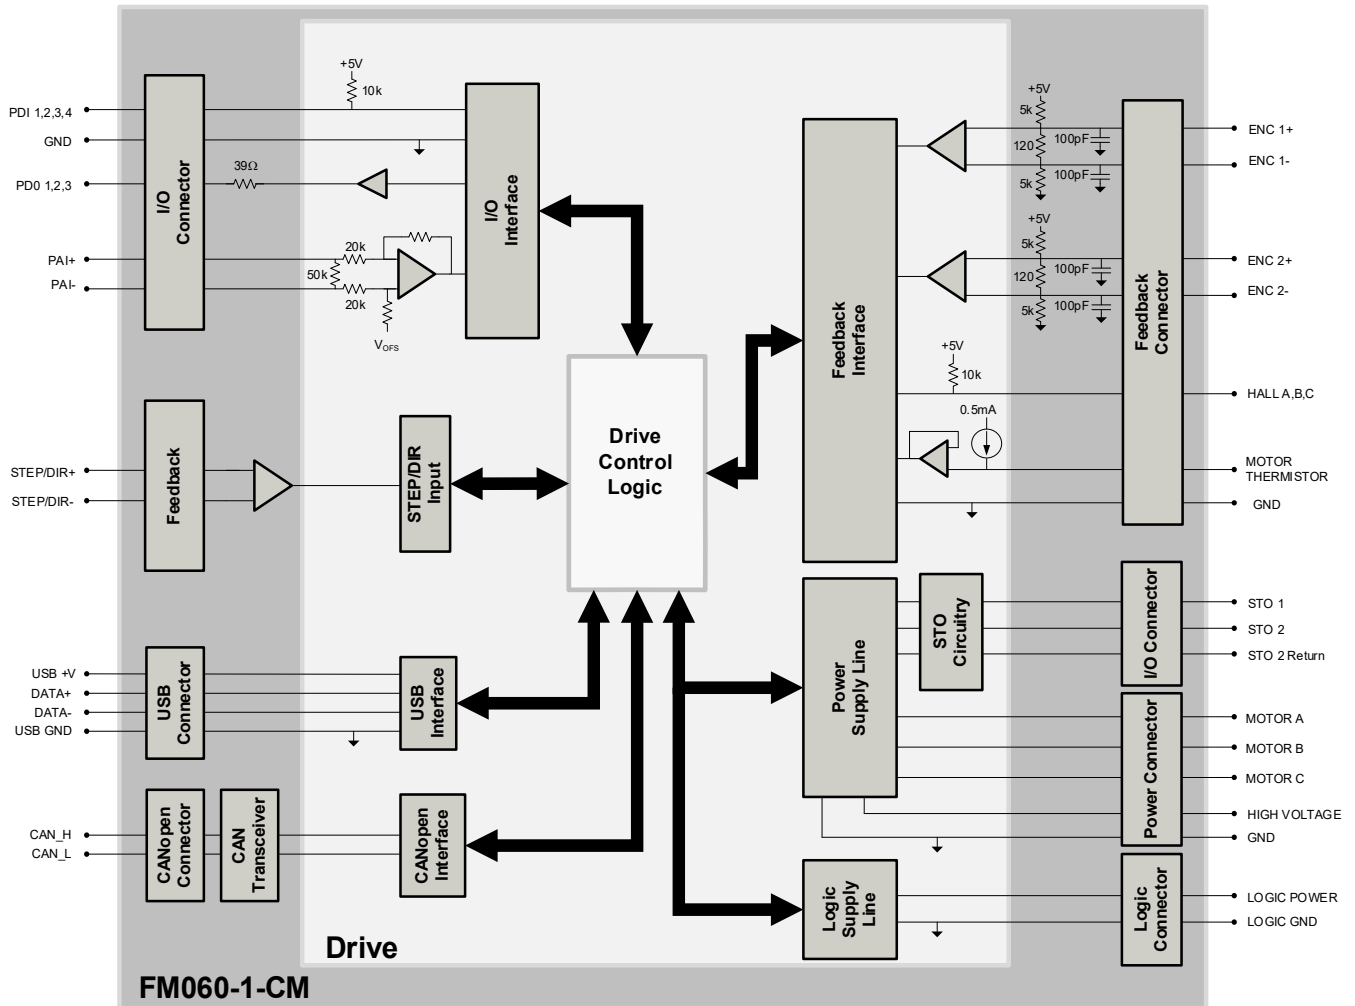 +5V
10k
PDI 1,2,3,4
GND
39Ω
PD0 1,2,3
PAI+
PAI-
20k
50k
20k
VOFS
I/O
Connector
I/O
Interface
STEP/DIR+
STEP/DIR-
Feedback
STEP/DIR
Input
Drive
Control
Logic
USB +V
DATA+
DATA-
USB GND
USB
Connector
USB
Interface
CAN_H
CAN_L
CANopen
Connector
CAN
Transceiver
CANopen
Interface
Feedback
Interface
+5V
5k
120
5k
100pF
100pF
ENC 1+
ENC 1-
+5V
5k
120
5k
100pF
100pF
ENC 2+
ENC 2-
Feedback
Connector
+5V
10k
HALL A,B,C
0.5mA
MOTOR
THERMISTOR
GND
Power
Supply Line
STO
Circuitry
I/O Connector
STO 1
STO 2
STO 2 Return
Power Connector
MOTOR A
MOTOR B
MOTOR C
HIGH VOLTAGE
GND
Logic
Supply
Line
Logic
Connector
LOGIC POWER
LOGIC GND
Drive
FM060-1-CM